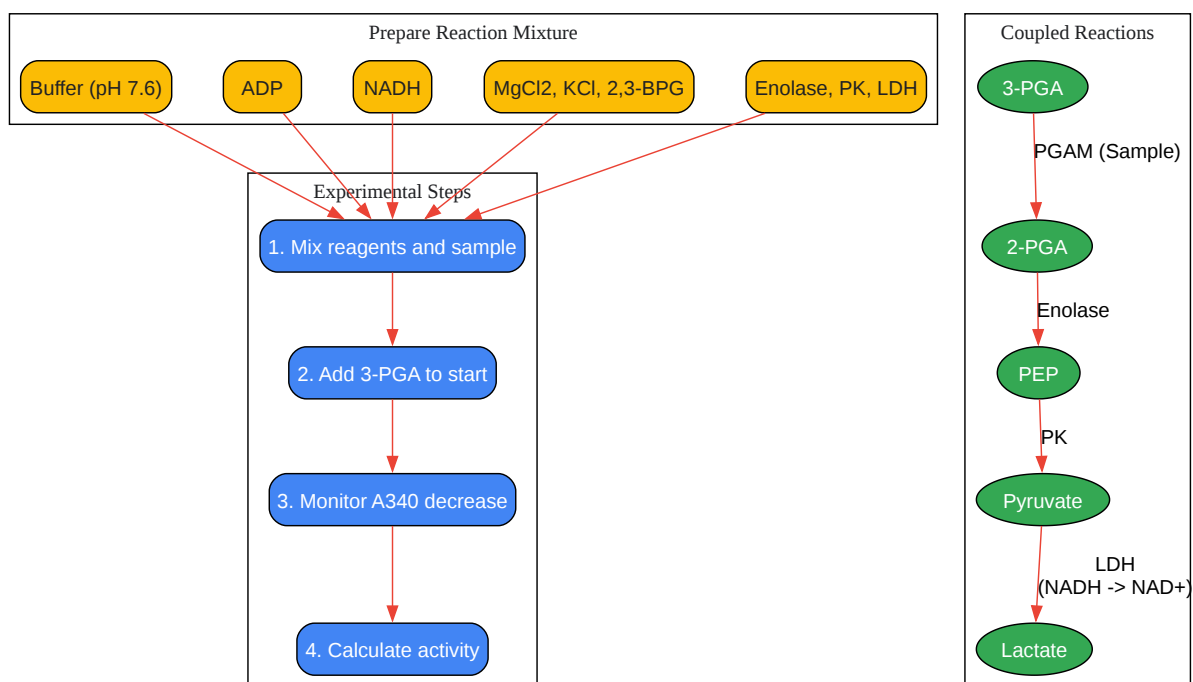 Prepare Reaction Mixture
Buffer (pH 7.6)
ADP
NADH
MgCl2, KCl, 2,3-BPG
Enolase, PK, LDH
Experimental Steps
1. Mix reagents and sample
2. Add 3-PGA to start
3. Monitor A340 decrease
4. Calculate activity
Coupled Reactions
3-PGA
PGAM (Sample)
2-PGA
Enolase
PEP
PK
Pyruvate
LDH
(NADH -> NAD+)
Lactate